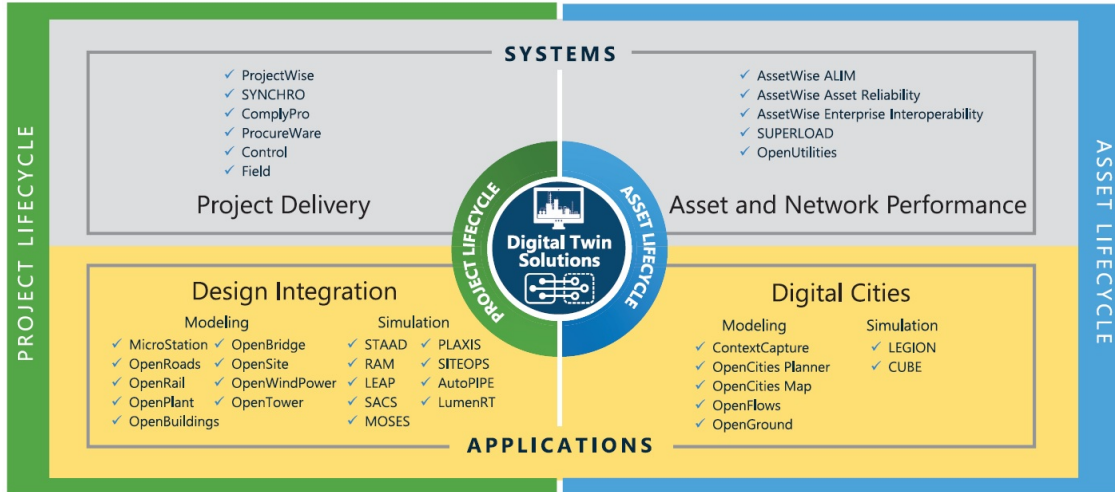 PROJECT LIFECYCLE
SYSTEMS
ProjectWise
SYNCHRO
ComplyPro
ProcureWare
Control
Field
Project Delivery
AssetWise ALIM
AssetWise Asset Reliability
AssetWise Enterprise Interoperability
SUPERLOAD
OpenUtilities
Asset and Network Performance
ASSET LIFECYCLE
PROJECT LIFECYCLE
ASSET LIFECYCLE
Digital Twin
Solutions
Design Integration
Modeling
MicroStation
OpenRoads
OpenRail
OpenPlant
OpenBuildings
OpenBridge
OpenSite
OpenWindPower
OpenTower
Simulation
STAAD
RAM
LEAP
SACS
MOSES
PLAXIS
SITEOPS
AutoPIPE
LumenRT
Digital Cities
Modeling
ContextCapture
OpenCities Planner
OpenCities Map
OpenFlows
OpenGround
Simulation
LEGION
CUBE
APPLICATIONS